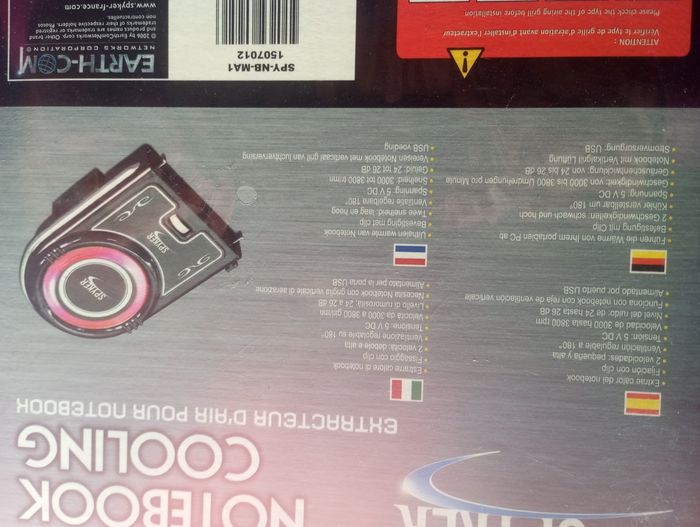 NOTEBOOK
COOLING
EXTRACTEUR D'AIR POUR NOTEBOOK
Extrae calor del notebook
Fijación con clip
2 velocidades: pequeña y alta
Ventilación regulable a 180°
Tensión: 5 V DC
Velocidad 3000 hasta 3800 rpm
Nivel del ruido: de 24 hasta 26 dB
Funciona con notebook con reja de ventilación verticale
Alimentado por puerto USB
Estrarre calore di notebook
Fissaggio con clip
2 velocità: debole e alta
Ventilazione regolabile su 180°
Tensione: 5 V DC
Velocità da 3000 a 3800 giri/mn
Livello di rumorosità: 24 26 dB
Necesita Notebook con griglia verticale di aerazione
Alimentato per la porta USB
SPYKER
SPYKER
Fuhren die Wärme von Ihrem portablen PC ab
Befestigung mit Clip
2 Geschwindigkeiten: schwach und hoch
Kühler verstellbar um 180°
Spannung: 5 V DC
Geschwindigkeit: von 3000 bis 3800 Umdrehungen pro Minute
Geräuschentwicklung: von 24 bis 26 dB
Notebook mit Vertikalgrill Lüftung
Stromversorgung: USB
Uithalen warmte van Notebook
Bevestiging met clip
Twee snelheid: laag en hoog
Ventilatie regelbare 180°
Spanning: 5 V DC
Snelheid: 3000 tot 3800 tr/mn
Geluid: 24 tot 26 dB
Vereisen Notebook met verticaal gril van luchtverversing
USB voeding
ATTENTION :
Vérifier le type de grille d'aération avant d'installer l'extracteur
Please check the type of the airing grill before installation
SPY-NB-MA1
1507012
EARTH-COM
NETWORKS CORPORATION
© 2006 by EurthComNetworks corp. Other brand
and product names are trademarks or registered
trademarks of their respective holders. Photos
non contractuelles.
www.spyker-france.com